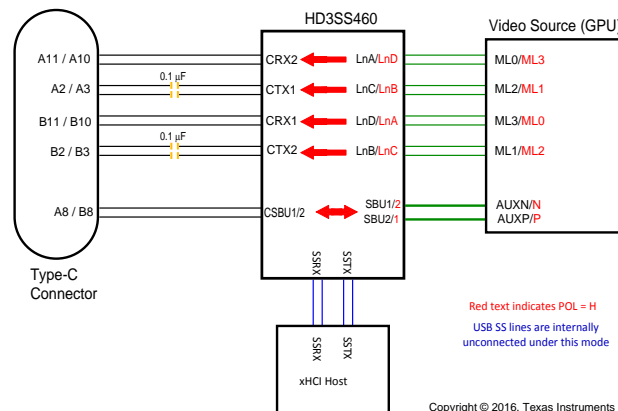 HD3SS460
Video Source (GPU)
A11 / A10
CRX2
LnA/LnD
ML0/ML3
0.1 µF
A2 / A3
CTX1
LnC/LnB
ML2/ML1
B11 / B10
CRX1
LnD/LnA
ML3/ML0
0.1 µF
B2 / B3
CTX2
LnB/LnC
ML1/ML2
A8 / B8
CSBU1/2
SBU1/2
SBU2/1
AUXN/N
AUXP/P
Type-C
Connector
SSRX
SSTX
SSRX
SSTX
xHCI Host
Red text indicates POL = H
USB SS lines are internally
unconnected under this mode
Copyright © 2016, Texas Instruments